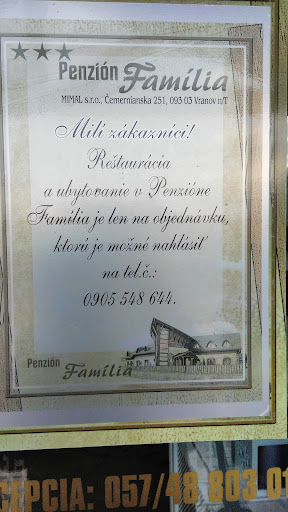 Penzión Família
MIMAL s.r.o., Čemernianska 251, 093 03 Vranov n/T
Milí zákazníci!
Reštaurácia
a ubytovanie v Penzióne
Família je len na objednávku,
ktorú je možné nahlásiť
na tel.č.:
0905 548 644.
Penzión
Família
CEPCIA: 057/48 803 01